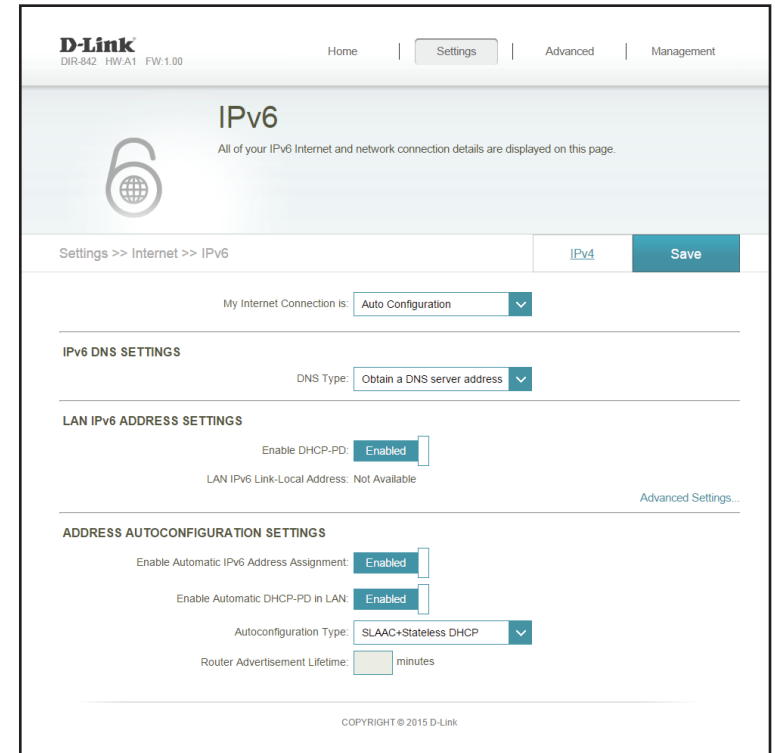 D-Link
DIR-842 HW:A1 FW:1.00
Home
Settings
Advanced
Management
IPv6
All of your IPv6 Internet and network connection details are displayed on this page.
Settings >> Internet >> IPv6
IPv4
Save
My Internet Connection is: Auto Configuration
IPv6 DNS SETTINGS
DNS Type: Obtain a DNS server address
LAN IPv6 ADDRESS SETTINGS
Enable DHCP-PD: Enabled
LAN IPv6 Link-Local Address: Not Available
Advanced Settings...
ADDRESS AUTOCONFIGURATION SETTINGS
Enable Automatic IPv6 Address Assignment: Enabled
Enable Automatic DHCP-PD in LAN: Enabled
Autoconfiguration Type: SLAAC+Stateless DHCP
Router Advertisement Lifetime: minutes
COPYRIGHT © 2015 D-Link